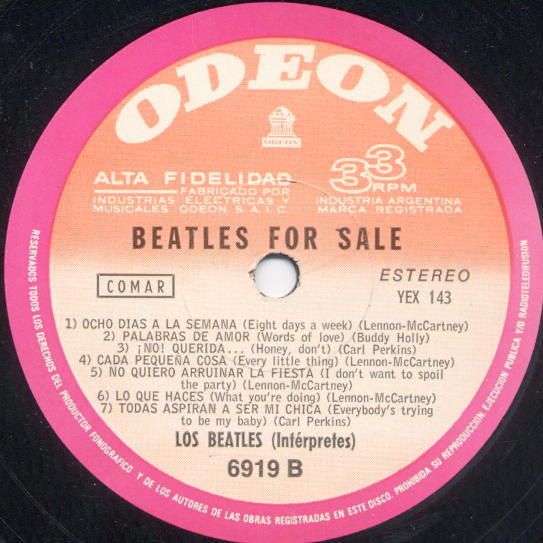 ODEON
ODEON
ALTA FIDELIDAD
FABRICADO POR
INDUSTRIAS ELECTRICAS Y
MUSICALES ODEON S.A.I.C.
33 RPM
INDUSTRIA ARGENTINA
MARCA REGISTRADA
BEATLES FOR SALE
COMAR
ESTEREO
YEX 143
1) OCHO DIAS A LA SEMANA (Eight days a week) (Lennon-McCartney)
2) PALABRAS DE AMOR (Words of love) (Buddy Holly)
3) ¡NO! QUERIDA... (Honey, don't) (Carl Perkins)
4) CADA PEQUEÑA COSA (Every little thing) (Lennon-McCartney)
5) NO QUIERO ARRUINAR LA FIESTA (I don't want to spoil
the party) (Lennon-McCartney)
6) LO QUE HACES (What you're doing) (Lennon-McCartney)
7) TODAS ASPIRAN A SER MI CHICA (Everybody's trying
to be my baby) (Carl Perkins)
LOS BEATLES (Intérpretes)
6919 B
RESERVADOS TODOS LOS DERECHOS DEL PRODUCTOR FONOGRAFICO Y DE LOS AUTORES DE LAS OBRAS REGISTRADAS EN ESTE DISCO. PROHIBIDA SU REPRODUCCION, EJECUCION PUBLICA Y/O RADIOTELEDIFUSION